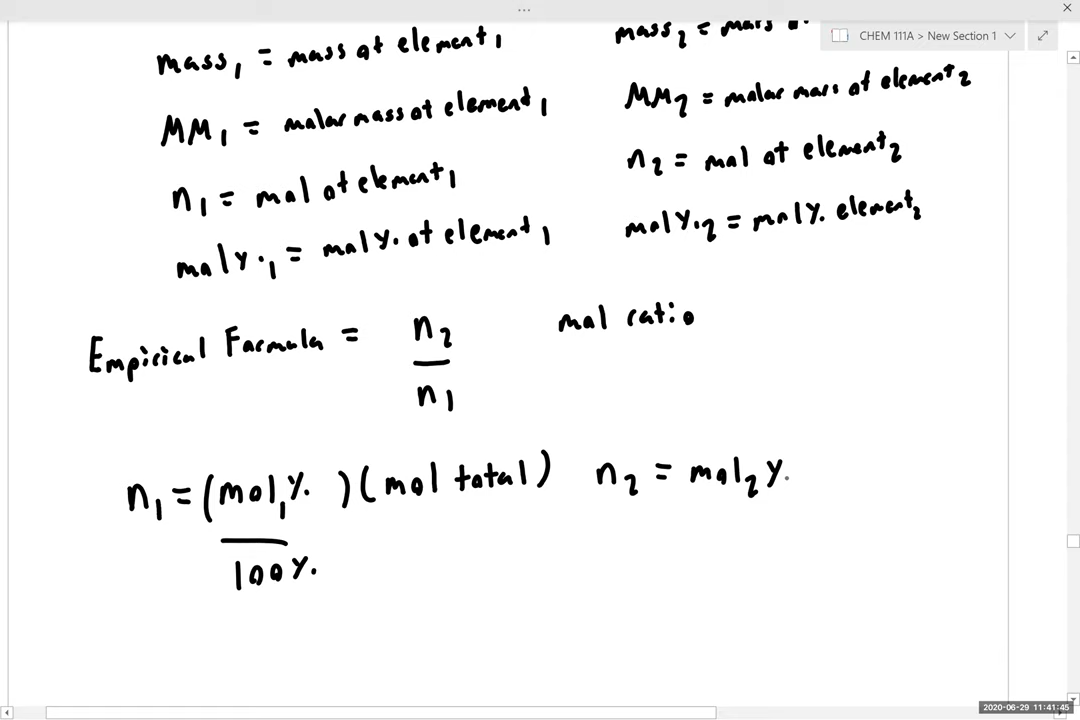 CHEM 111A > New Section 1
mass₁ = mass of element₁
mass₂ = mass o
MM₁ = molar mass of element₁
MM₂ = molar mass of element₂
n₁ = mol of element₁
n₂ = mol of element₂
mol%₁ = mol% of element₁
mol%₂ = mol% element₂
Empirical Formula = n₂ / n₁ mol ratio
n₁ = (mol₁% / 100%)(mol total) n₂ = mol₂%
2020-06-29 11:41:45